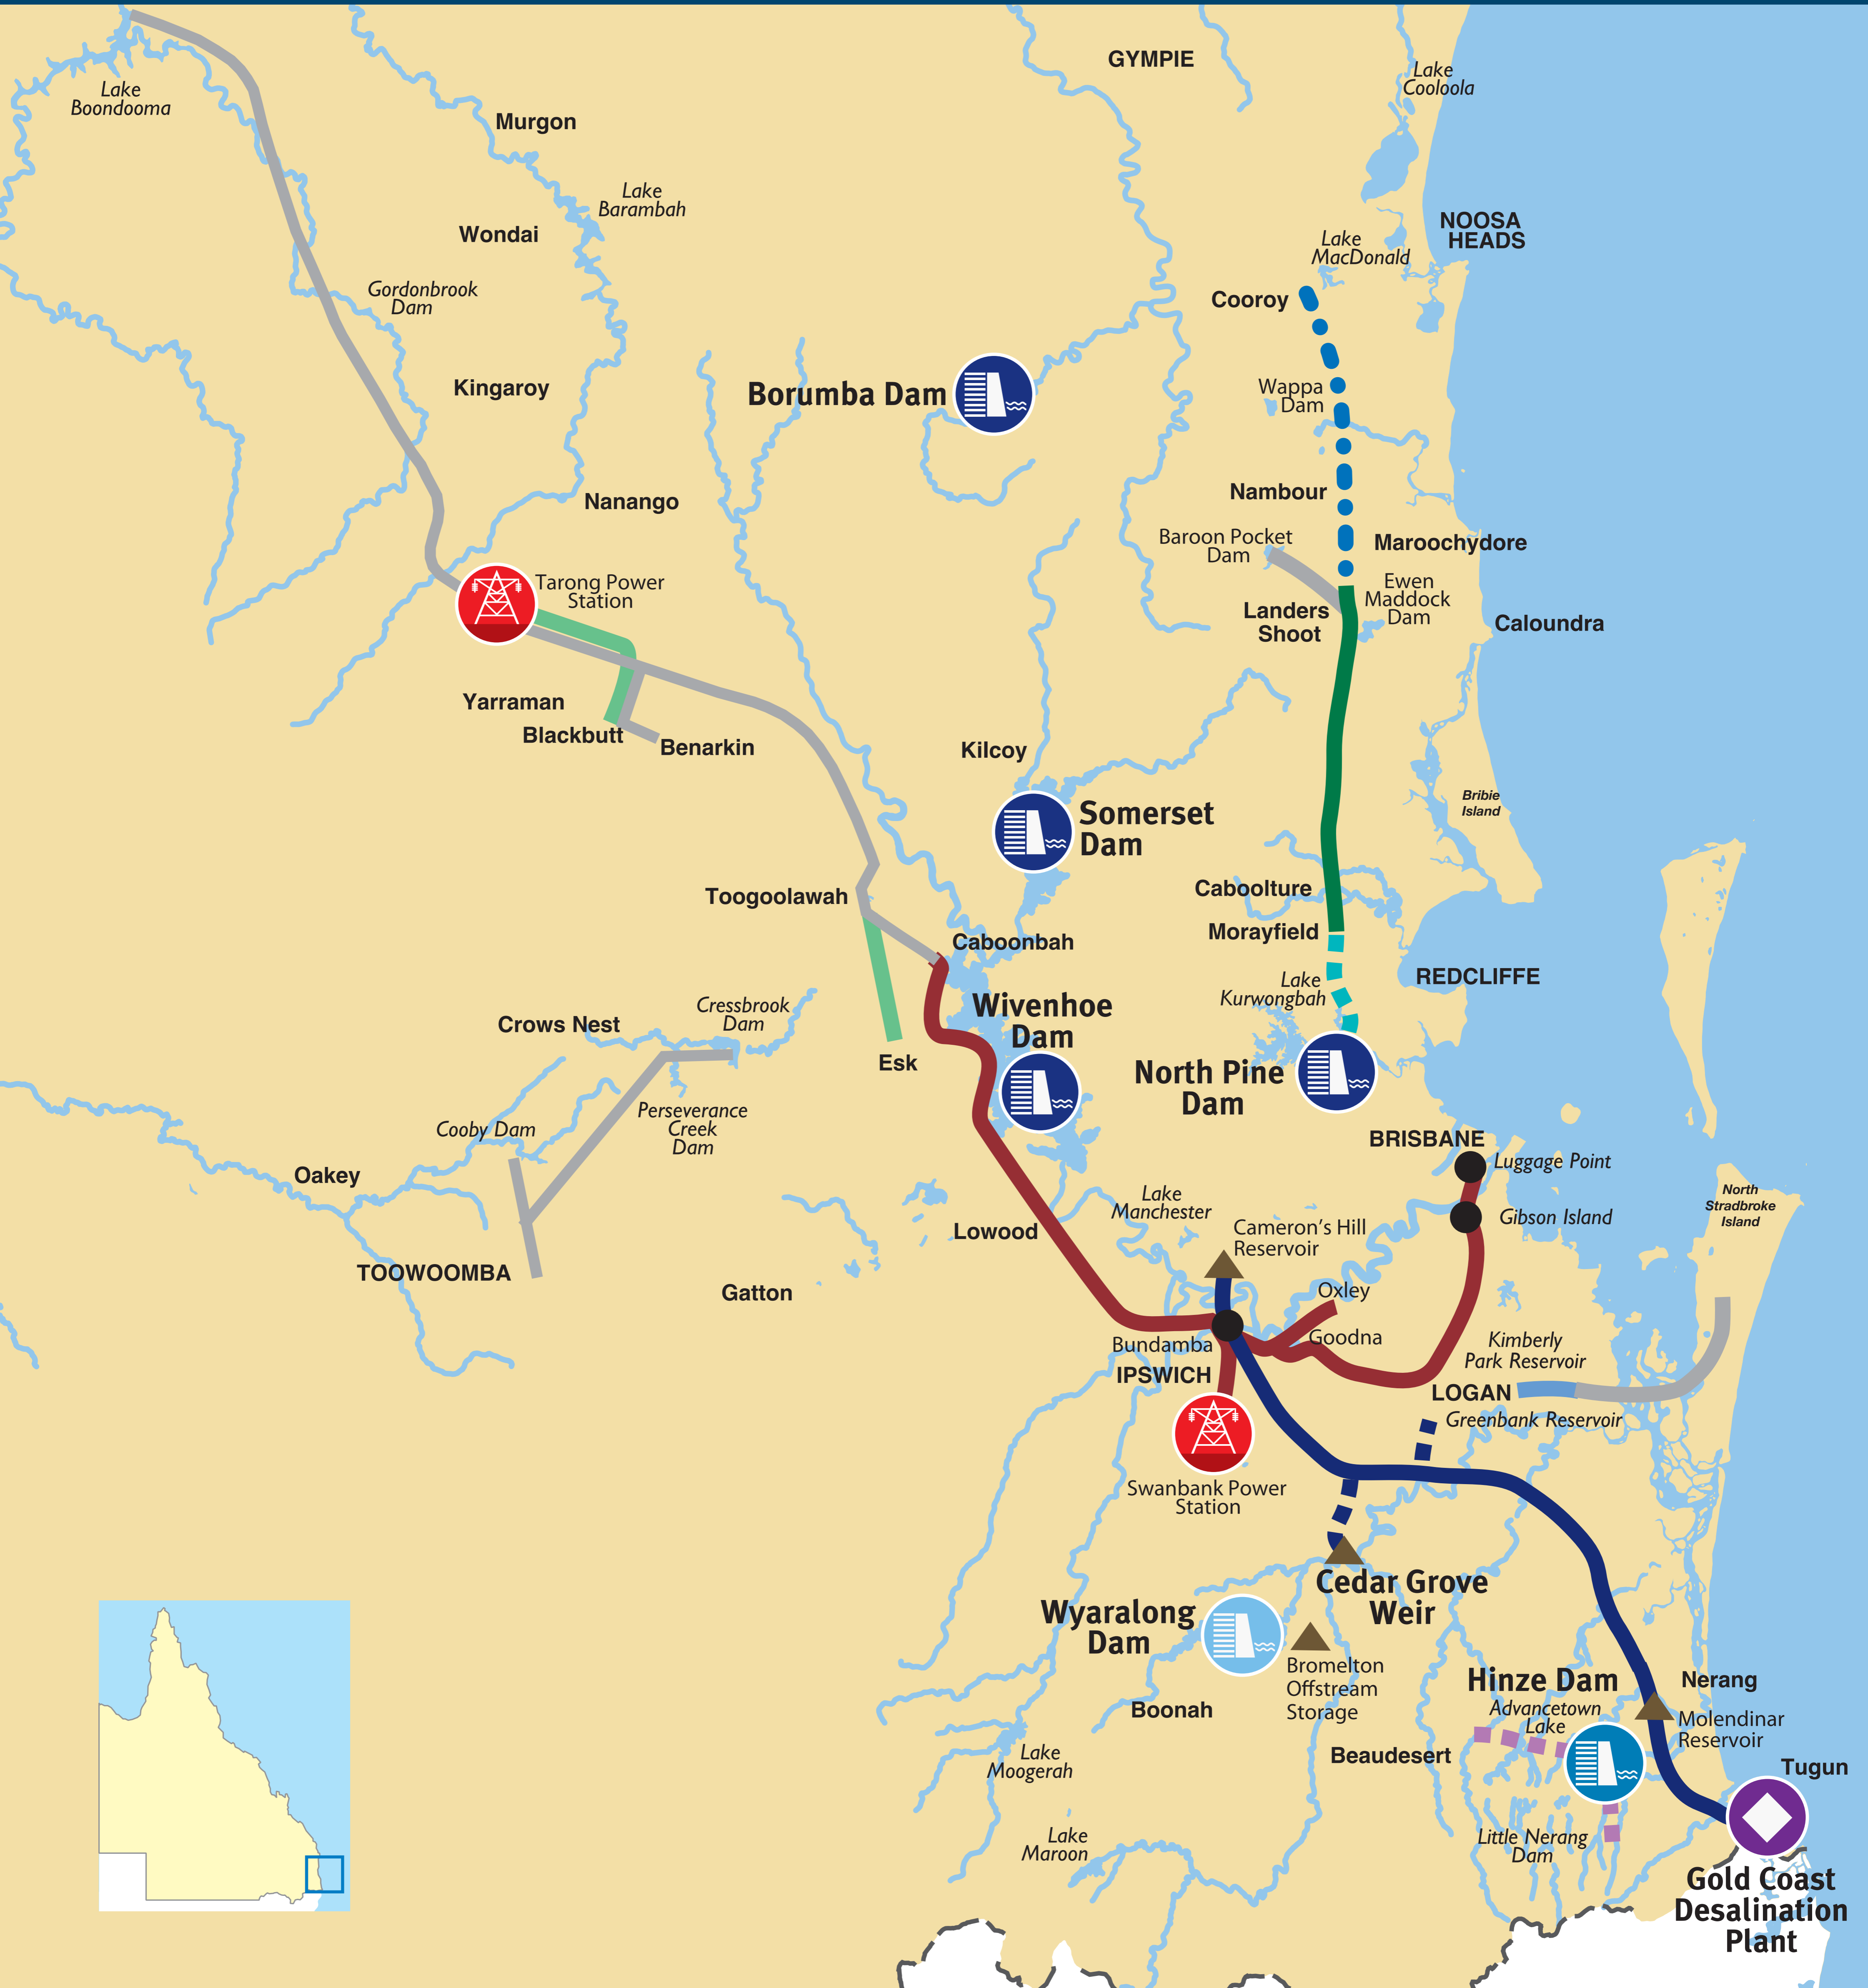 GYMPIE
Lake
Cooloola
Lake
Boondooma
Murgon
Lake
Barambah
Wondai
NOOSA
HEADS
Lake
MacDonald
Gordonbrook
Dam
Cooroy
Kingaroy
Borumba Dam
Wappa
Dam
Nanango
Nambour
Baroon Pocket
Dam
Maroochydore
Tarong Power
Station
Ewen
Maddock
Dam
Landers
Shoot
Caloundra
Yarraman
Blackbutt
Benarkin
Kilcoy
Bribie
Island
Somerset
Dam
Toogoolawah
Caboolture
Morayfield
Caboonbah
REDCLIFFE
Lake
Kurwongbah
Cressbrook
Dam
Crows Nest
Wivenhoe
Dam
Esk
North Pine
Dam
Perseverance
Creek
Dam
Cooby Dam
BRISBANE
Luggage Point
Oakey
Lake
Manchester
North
Stradbroke
Island
Gibson Island
Lowood
Cameron's Hill
Reservoir
TOOWOOMBA
Gatton
Oxley
Goodna
Bundamba
Kimberly
Park Reservoir
IPSWICH
LOGAN
Greenbank Reservoir
Swanbank Power
Station
Cedar Grove
Weir
Wyaralong
Dam
Bromelton
Offstream
Storage
Hinze Dam
Advancetown
Lake
Nerang
Boonah
Molendinar
Reservoir
Beaudesert
Lake
Moogerah
Tugun
Lake
Maroon
Little Nerang
Dam
Gold Coast
Desalination
Plant